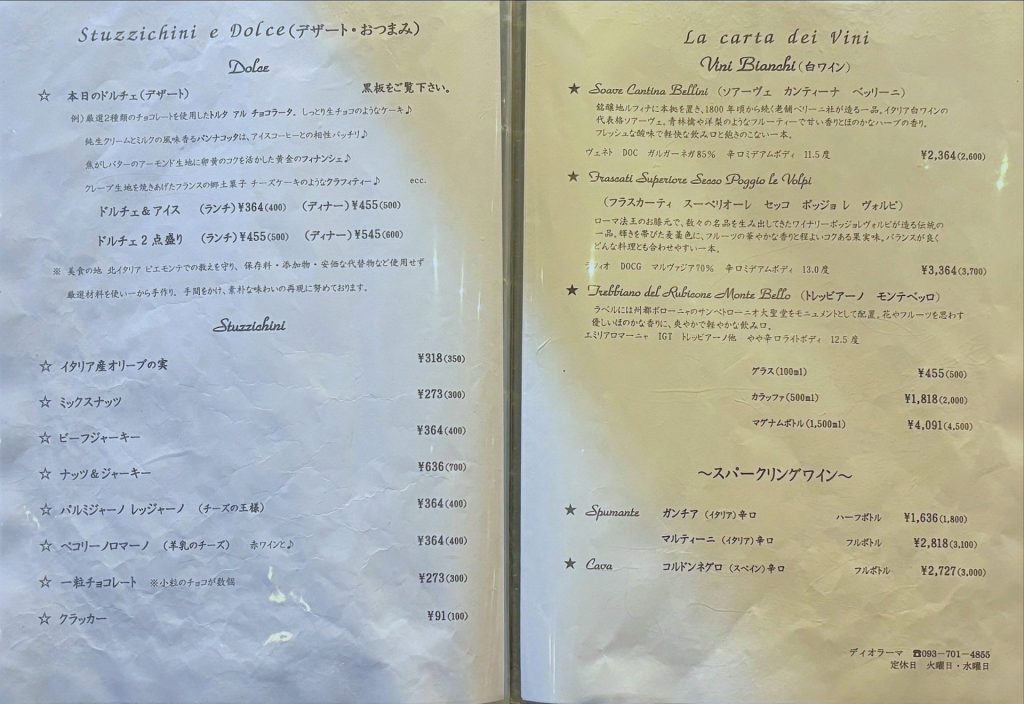 Stuzzichini e Dolce(デザート・おつまみ)
Dolce
☆ 本日のドルチェ(デザート) 黒板をご覧下さい。
例)厳選2種類のチョコレートを使用したトルタ アル チョコラータ。しっとり生チョコのようなケーキ♪
純生クリームとミルクの風味香るパンナコッタは、アイスコーヒーとの相性バッチリ♪
焦がしバターのアーモンド生地に卵黄のコクを活かした黄金のフィナンシェ♪
クレープ生地を焼きあげたフランスの郷土菓子 チーズケーキのようなクラフィティー♪ ecc.
ドルチェ&アイス (ランチ)¥364(400) (ディナー)¥455(500)
ドルチェ2点盛り (ランチ)¥455(500) (ディナー)¥545(600)
※ 美食の地 北イタリア ピエモンテでの教えを守り、保存料・添加物・安価な代替物など使用せず
厳選材料を使い一から手作り。手間をかけ、素朴な味わいの再現に努めております。
Stuzzichini
☆ イタリア産オリーブの実 ¥318(350)
☆ ミックスナッツ ¥273(300)
☆ ビーフジャーキー ¥364(400)
☆ ナッツ&ジャーキー ¥636(700)
☆ パルミジャーノ レッジャーノ (チーズの王様) ¥364(400)
☆ ペコリーノロマーノ (羊乳のチーズ) 赤ワインと♪ ¥364(400)
☆ 一粒チョコレート ※小粒のチョコが数個 ¥273(300)
☆ クラッカー ¥91(100)
La carta dei Vini
Vini Bianchi(白ワイン)
★ Soave Cantina Bellini (ソアーヴェ カンティーナ ベッリーニ)
銘醸地ルフィナに本拠を置き、1800年頃から続く老舗ベリーニ社が造る一品。イタリア白ワインの
代表格ソアーヴェ。青林檎や洋梨のようなフルーティーで甘い香りとほのかなハーブの香り。
フレッシュな酸味で軽快な飲み口と飽きのこない一本。
ヴェネト DOC ガルガーネガ85% 辛口ミデアムボディ 11.5度 ¥2,364(2,600)
★ Frascati Superiore Secco Poggio le Volpi
(フラスカーティ スーペリオーレ セッコ ポッジョ レ ヴォルピ)
ローマ法王のお膝元で、数々の名品を生み出してきたワイナリーポッジョレヴォルピが造る伝統の
一品。輝きを帯びた麦藁色に、フルーツの華やかな香りと程よいコクある果実味。バランスが良く
どんな料理とも合わせやすい一本。
ラツィオ DOCG マルヴァジア70% 辛口ミデアムボディ 13.0度 ¥3,364(3,700)
★ Trebbiano del Rubicone Monte Bello (トレッビアーノ モンテベッロ)
ラベルには州都ボローニャのサンペトローニオ大聖堂をモニュメントとして配置。花やフルーツを思わす
優しいほのかな香りに、爽やかで軽やかな飲み口。
エミリアロマーニャ IGT トレッビアーノ他 やや辛口ライトボディ 12.5度
グラス(100ml) ¥455(500)
カラッファ(500ml) ¥1,818(2,000)
マグナムボトル(1,500ml) ¥4,091(4,500)
～スパークリングワイン～
★ Spumante ガンチア (イタリア)辛口 ハーフボトル ¥1,636(1,800)
マルティーニ (イタリア)辛口 フルボトル ¥2,818(3,100)
★ Cava コルドンネグロ (スペイン)辛口 フルボトル ¥2,727(3,000)
ディオラーマ ☎093-701-4855
定休日 火曜日・水曜日